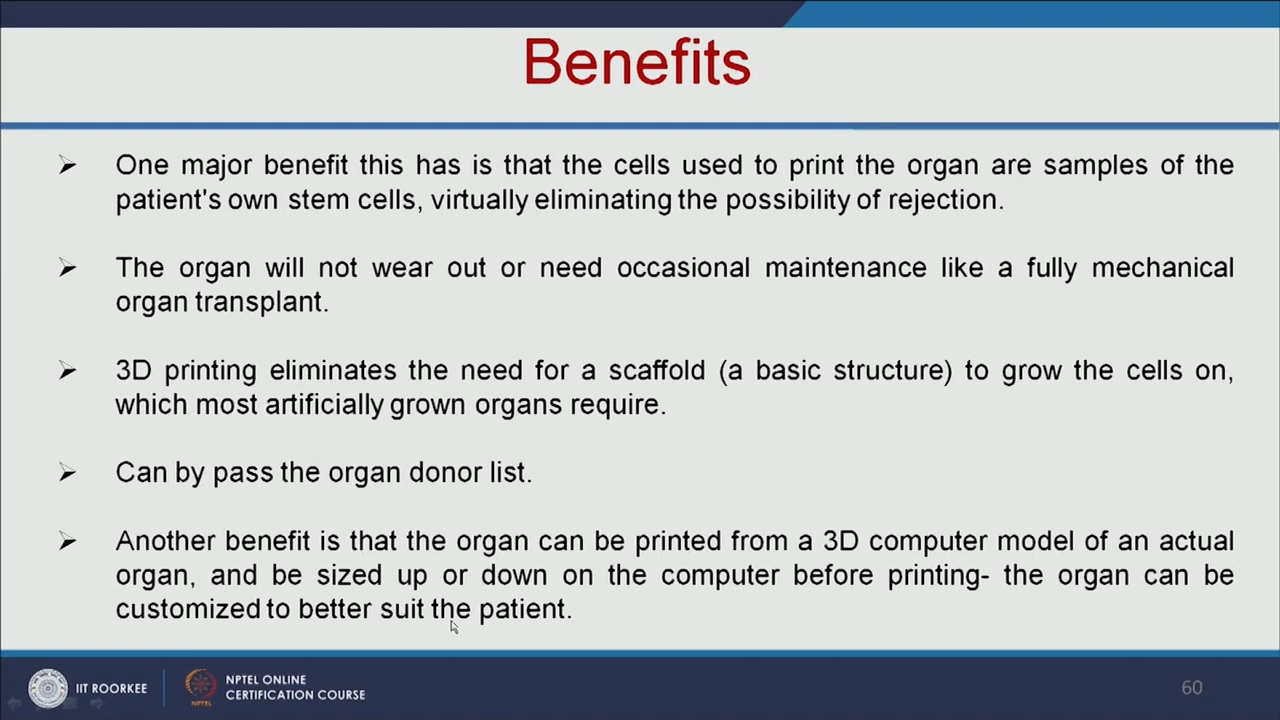 Benefits
➢ One major benefit this has is that the cells used to print the organ are samples of the
patient's own stem cells, virtually eliminating the possibility of rejection.
➢ The organ will not wear out or need occasional maintenance like a fully mechanical
organ transplant.
➢ 3D printing eliminates the need for a scaffold (a basic structure) to grow the cells on,
which most artificially grown organs require.
➢ Can by pass the organ donor list.
➢ Another benefit is that the organ can be printed from a 3D computer model of an actual
organ, and be sized up or down on the computer before printing- the organ can be
customized to better suit the patient.
IIT ROORKEE
NPTEL
NPTEL ONLINE
CERTIFICATION COURSE
60